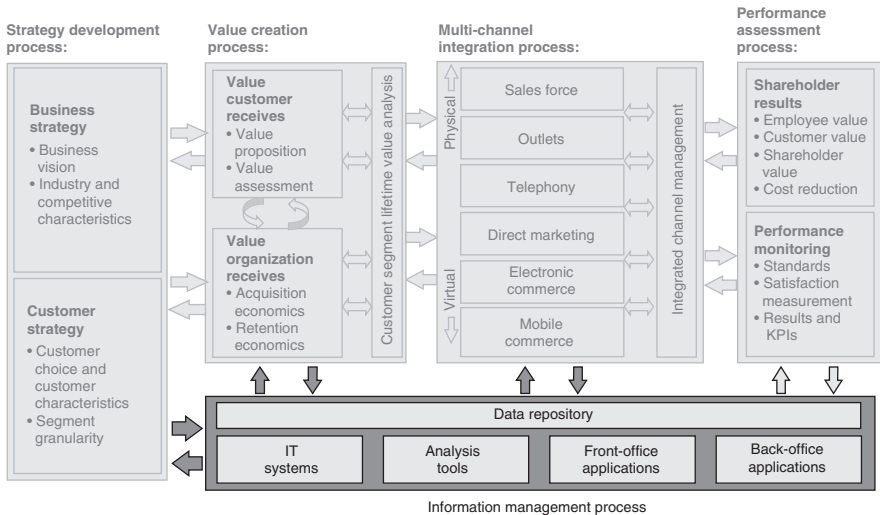 Strategy development
process:
Business
strategy
• Business
vision
• Industry and
competitive
characteristics
Customer
strategy
• Customer
choice and
customer
characteristics
• Segment
granularity
Value creation
process:
Value
customer
receives
• Value
proposition
• Value
assessment
Value
organization
receives
• Acquisition
economics
• Retention
economics
Customer segment lifetime value analysis
Multi-channel
integration process:
Physical
Virtual
Sales force
Outlets
Telephony
Direct marketing
Electronic
commerce
Mobile
commerce
Integrated channel management
Performance
assessment
process:
Shareholder
results
• Employee value
• Customer value
• Shareholder
value
• Cost reduction
Performance
monitoring
• Standards
• Satisfaction
measurement
• Results and
KPIs
Data repository
IT
systems
Analysis
tools
Front-office
applications
Back-office
applications
Information management process